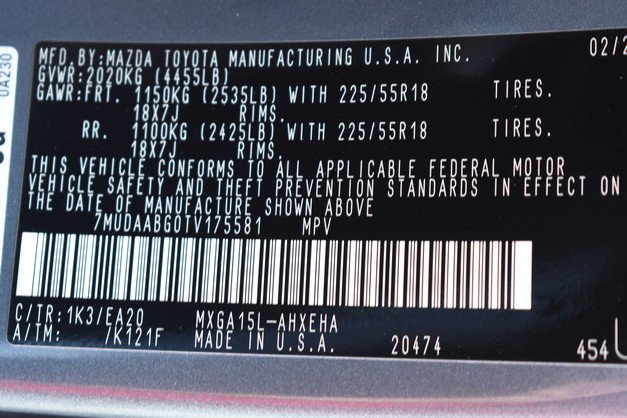 MFD.BY:MAZDA TOYOTA MANUFACTURING U.S.A. INC. 02/2
GVWR:2020KG (4455LB)
GAWR:FRT. 1150KG (2535LB) WITH 225/55R18 TIRES.
18X7J RIMS.
RR. 1100KG (2425LB) WITH 225/55R18 TIRES.
18X7J RIMS.
THIS VEHICLE CONFORMS TO ALL APPLICABLE FEDERAL MOTOR
VEHICLE SAFETY AND THEFT PREVENTION STANDARDS IN EFFECT ON
THE DATE OF MANUFACTURE SHOWN ABOVE
7MUDAABG0TV175581 MPV
C/TR:1K3/EA20 MXGA15L-AHXEHA
A/TM: /K121F MADE IN U.S.A. 20474 454
0A230